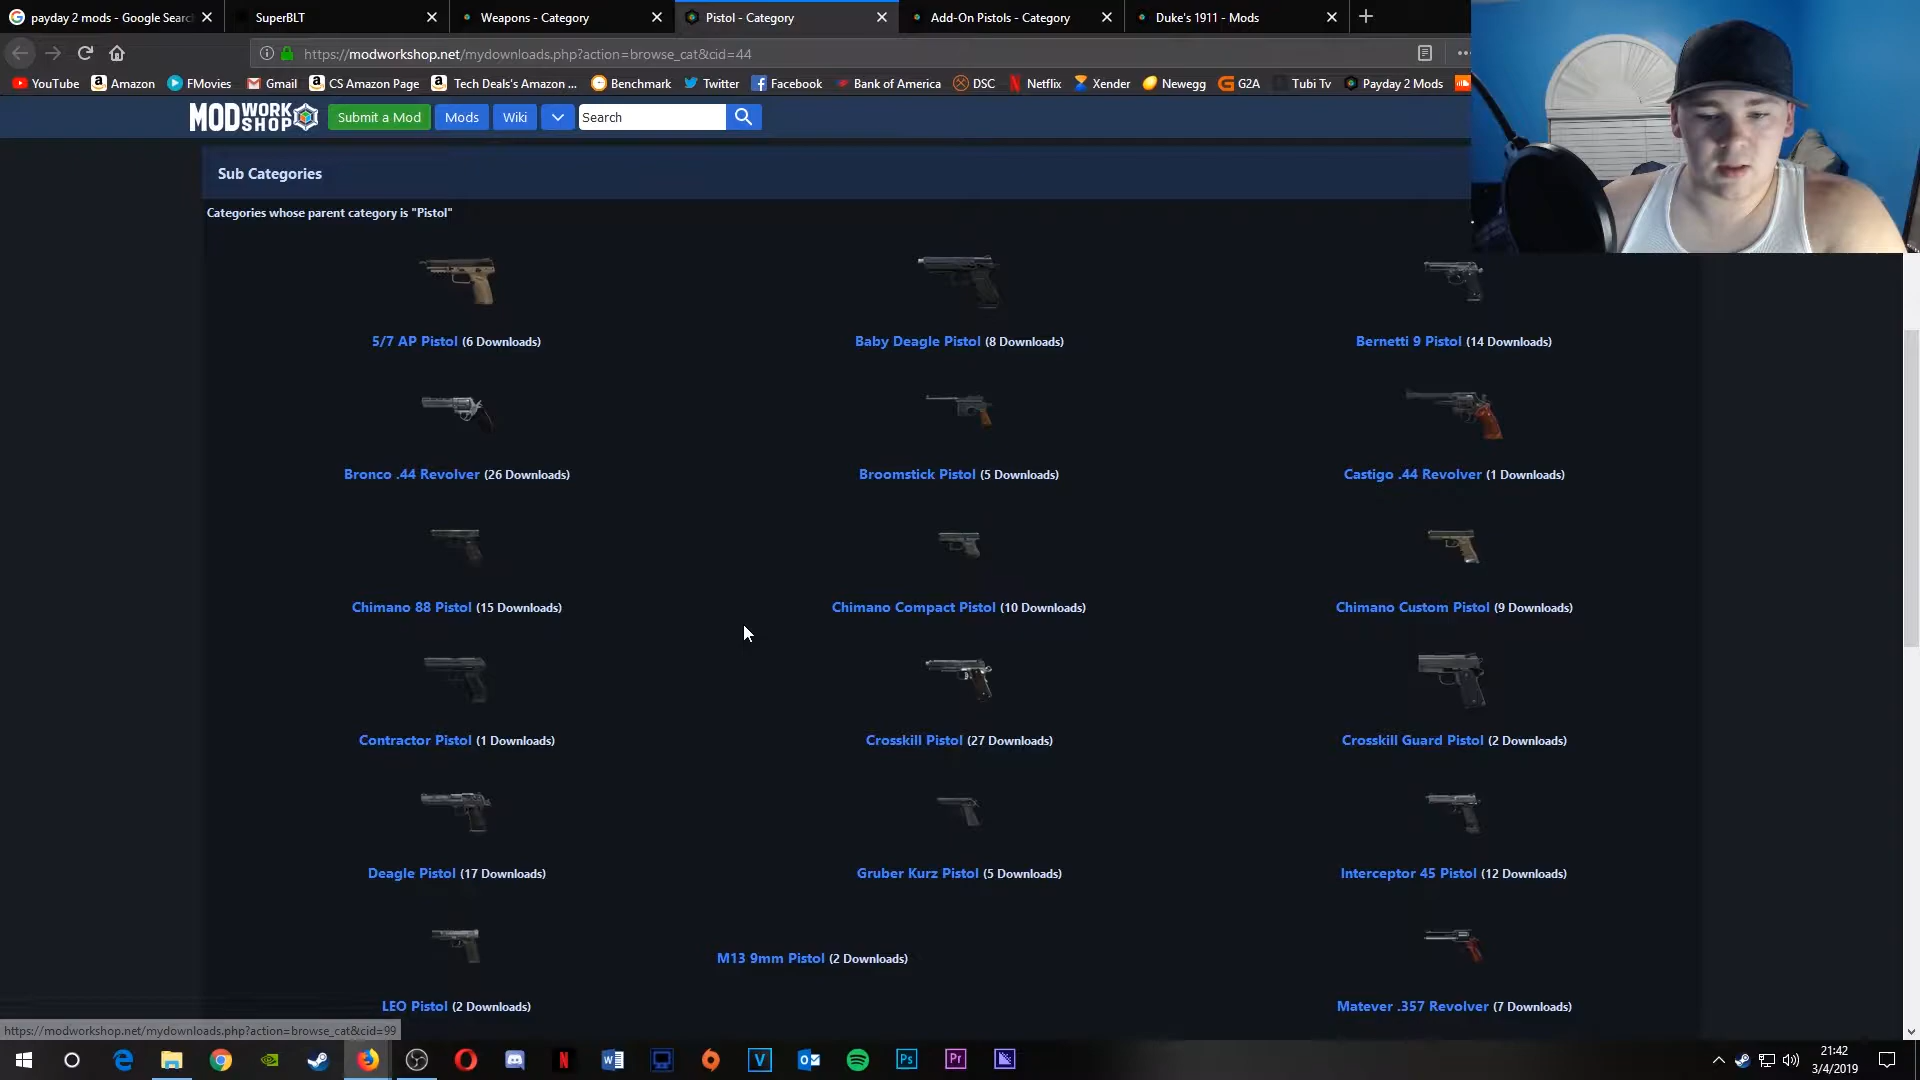 payday 2 mods - Google Searc
SuperBLT
Weapons - Category
Pistol - Category
Add-On Pistols - Category
Duke's 1911 - Mods
https://modworkshop.net/mydownloads.php?action=browse_cat&cid=44
YouTube
Amazon
FMovies
Gmail
CS Amazon Page
Tech Deals's Amazon ...
Benchmark
Twitter
Facebook
Bank of America
DSC
Netflix
Xender
Newegg
G2A
Tubi Tv
Payday 2 Mods
MODWORK
SHOP
Submit a Mod
Mods
Wiki
Search
Sub Categories
Categories whose parent category is "Pistol"
5/7 AP Pistol (6 Downloads)
Baby Deagle Pistol (8 Downloads)
Bernetti 9 Pistol (14 Downloads)
Bronco .44 Revolver (26 Downloads)
Broomstick Pistol (5 Downloads)
Castigo .44 Revolver (1 Downloads)
Chimano 88 Pistol (15 Downloads)
Chimano Compact Pistol (10 Downloads)
Chimano Custom Pistol (9 Downloads)
Contractor Pistol (1 Downloads)
Crosskill Pistol (27 Downloads)
Crosskill Guard Pistol (2 Downloads)
Deagle Pistol (17 Downloads)
Gruber Kurz Pistol (5 Downloads)
Interceptor 45 Pistol (12 Downloads)
M13 9mm Pistol (2 Downloads)
LEO Pistol (2 Downloads)
Matever .357 Revolver (7 Downloads)
https://modworkshop.net/mydownloads.php?action=browse_cat&cid=99
21:42
3/4/2019